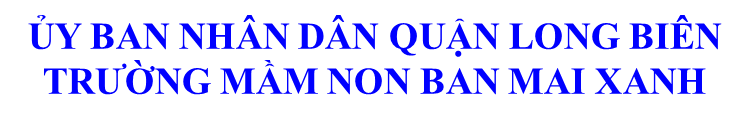 ỦY BAN NHÂN DÂN QUẬN LONG BIÊN
TRƯỜNG MẦM NON BAN MAI XANH